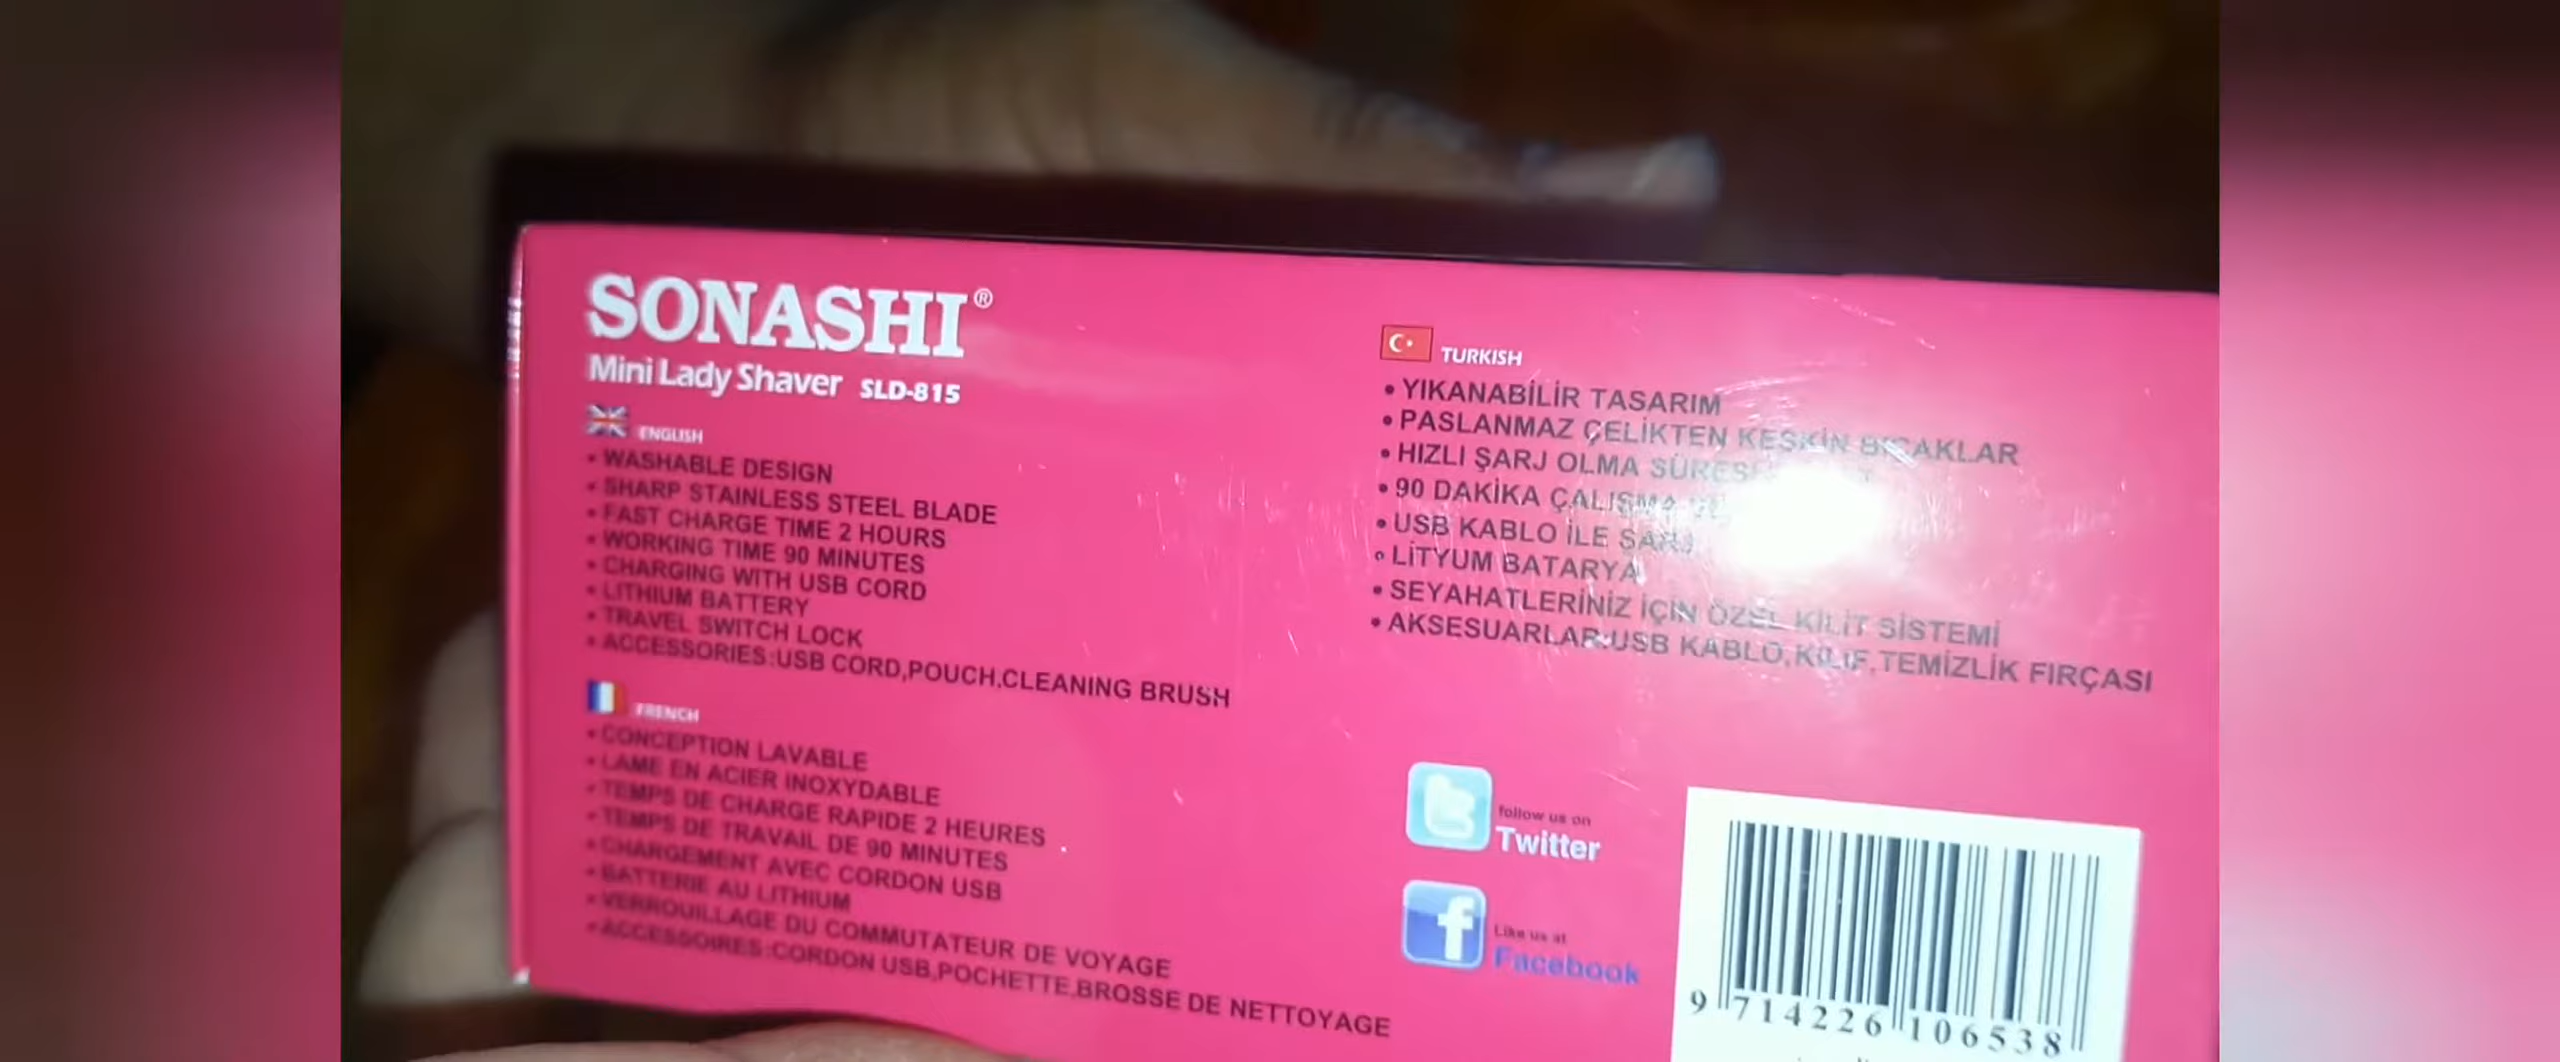 SONASHI®
Mini Lady Shaver SLD-815
ENGLISH
• WASHABLE DESIGN
• SHARP STAINLESS STEEL BLADE
• FAST CHARGE TIME 2 HOURS
• WORKING TIME 90 MINUTES
• CHARGING WITH USB CORD
• LITHIUM BATTERY
• TRAVEL SWITCH LOCK
• ACCESSORIES:USB CORD,POUCH,CLEANING BRUSH
FRENCH
• CONCEPTION LAVABLE
• LAME EN ACIER INOXYDABLE
• TEMPS DE CHARGE RAPIDE 2 HEURES
• TEMPS DE TRAVAIL DE 90 MINUTES
• CHARGEMENT AVEC CORDON USB
• BATTERIE AU LITHIUM
• VERROUILLAGE DU COMMUTATEUR DE VOYAGE
• ACCESSOIRES:CORDON USB,POCHETTE,BROSSE DE NETTOYAGE
TURKISH
• YIKANABİLİR TASARIM
• PASLANMAZ ÇELİKTEN KESKİN BIÇAKLAR
• HIZLI ŞARJ OLMA
• 90 DAKİKA ÇALIŞMA
• USB KABLO İLE ŞARJ
• LİTYUM BATARYA
• SEYAHATLERİNİZ İÇİN ÖZEL KİLİT SİSTEMİ
• AKSESUARLAR:USB KABLO,KILIF,TEMİZLİK FIRÇASI
follow us on
Twitter
Like us at
Facebook
9 714226 106538